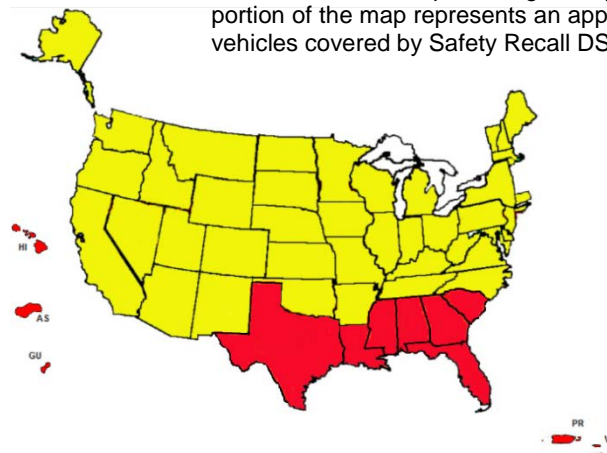 portion of the map represents an app
vehicles covered by Safety Recall DS
HI
AS
GU
PR